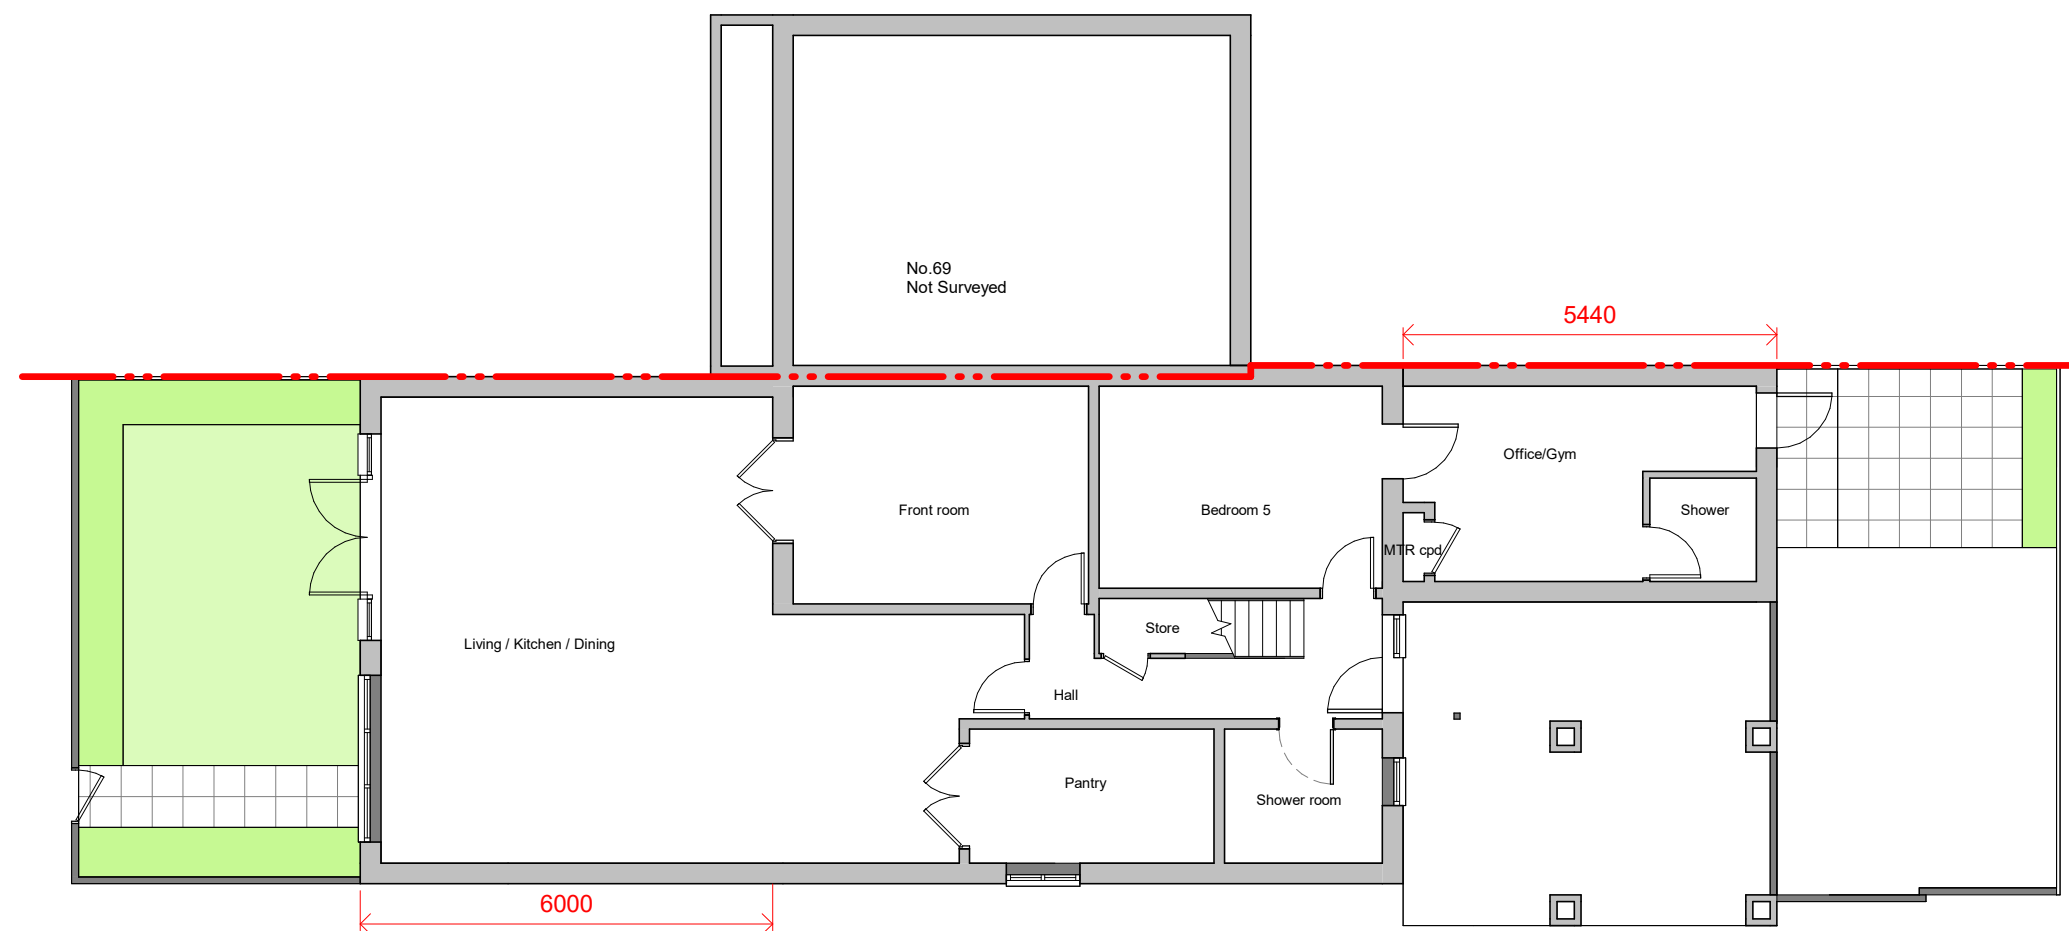 No.69
Not Surveyed
5440
Office/Gym
Front room
Bedroom 5
Shower
MTR cpd
Store
Living / Kitchen / Dining
Hall
Pantry
Shower room
6000